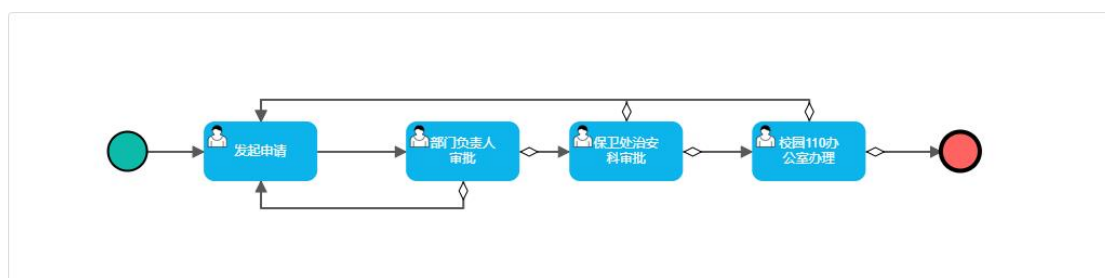 发起申请
部门负责人
审批
保卫处治安
科审批
校园110办
公室办理